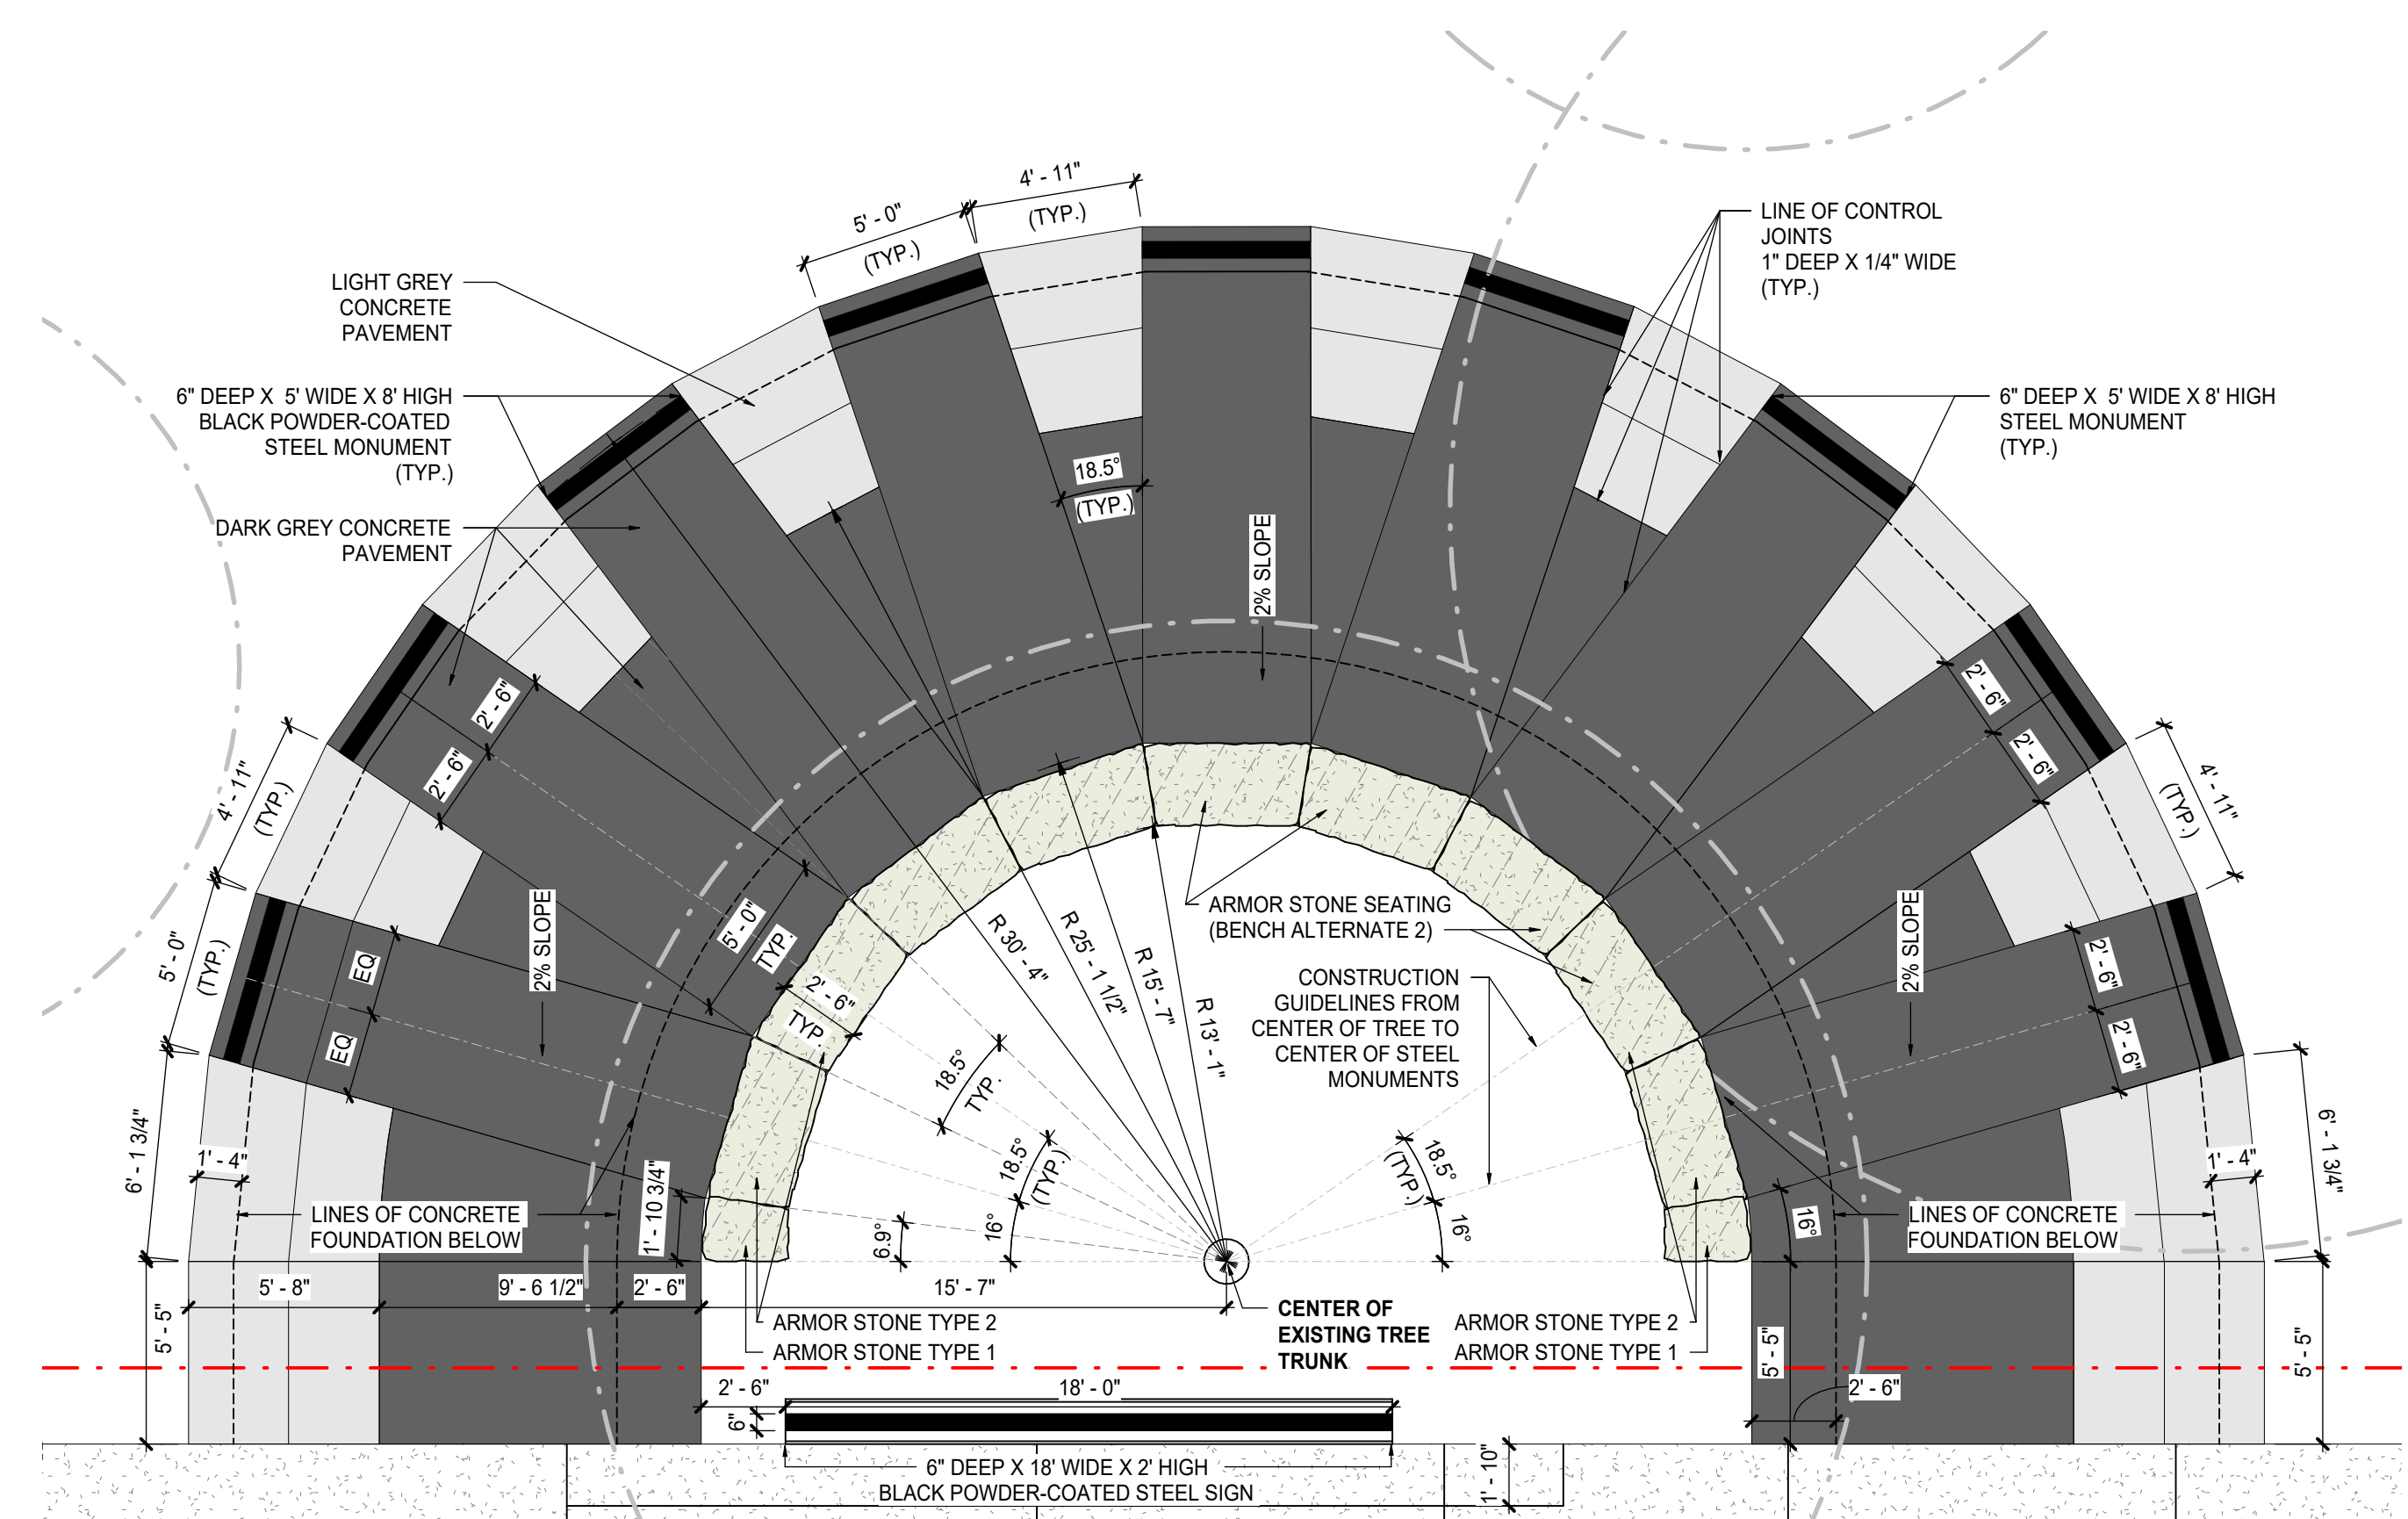 4' - 11"
(TYP.)
5' - 0"
(TYP.)
LINE OF CONTROL
JOINTS
1" DEEP X 1/4" WIDE
(TYP.)
LIGHT GREY
CONCRETE
PAVEMENT
6" DEEP X  5' WIDE X 8' HIGH
BLACK POWDER-COATED
STEEL MONUMENT
(TYP.)
6" DEEP X  5' WIDE X 8' HIGH
STEEL MONUMENT
(TYP.)
18.5°
(TYP.)
DARK GREY CONCRETE
PAVEMENT
2% SLOPE
2' - 6"
2' - 6"
2' - 6"
2' - 6"
4' - 11"
(TYP.)
4' - 11"
(TYP.)
5' - 0"
(TYP.)
EQ
EQ
2% SLOPE
5' - 0"
TYP.
2' - 6"
TYP.
R 30' - 4"
R 25' - 1 1/2"
R 15' - 7"
R 13' - 1"
ARMOR STONE SEATING
(BENCH ALTERNATE 2)
CONSTRUCTION
GUIDELINES FROM
CENTER OF TREE TO
CENTER OF STEEL
MONUMENTS
2% SLOPE
2' - 6"
2' - 6"
18.5°
TYP.
18.5°
(TYP.)
16°
6.9°
18.5°
(TYP.)
16°
16°
6' - 1 3/4"
1' - 4"
LINES OF CONCRETE
FOUNDATION BELOW
1' - 10 3/4"
1' - 4"
6' - 1 3/4"
LINES OF CONCRETE
FOUNDATION BELOW
5' - 8"
9' - 6 1/2"
2' - 6"
15' - 7"
5' - 5"
ARMOR STONE TYPE 2
ARMOR STONE TYPE 1
CENTER OF
EXISTING TREE
TRUNK
ARMOR STONE TYPE 2
ARMOR STONE TYPE 1
5' - 5"
2' - 6"
5' - 5"
2' - 6"
18' - 0"
6"
6" DEEP X 18' WIDE X 2' HIGH
BLACK POWDER-COATED STEEL SIGN
1' - 10"